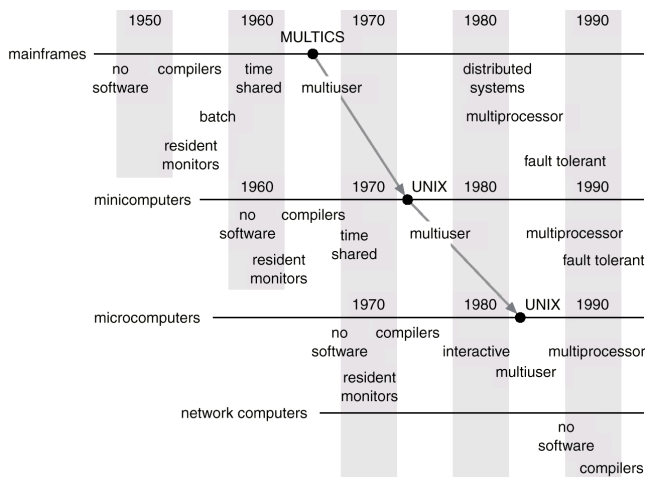 1950 1960 1970 1980 1990
MULTICS
mainframes
no compilers time distributed
software shared multiuser systems
batch multiprocessor
resident
monitors fault tolerant
1960 1970 UNIX 1980 1990
minicomputers
no compilers
software time multiuser multiprocessor
resident shared fault tolerant
monitors
1970 1980 UNIX 1990
microcomputers
no compilers
software interactive multiprocessor
multiuser
resident
monitors
network computers
no
software
compilers